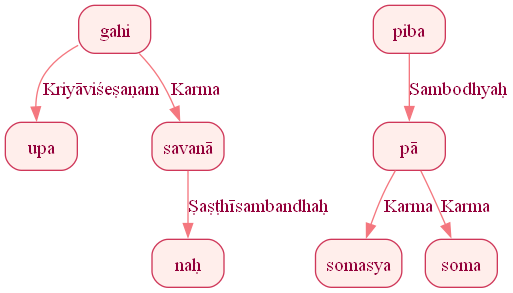 gahi piba
Kriyāviśeṣaṇam Karma Sambodhyaḥ
upa savanā pā
Ṣaṣṭhīsambandhaḥ Karma Karma
naḥ somasya soma